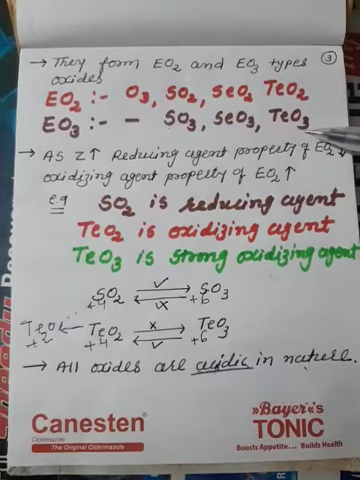 → They form EO₂ and EO₃ types ③
oxides
EO₂ :- O₃, SO₂, SeO₂ TeO₂
EO₃ :- - SO₃, SeO₃, TeO₃
→ AS Z↑ Reducing agent property of EO₂ ↓
oxidizing agent property of EO₂ ↑
e.g SO₂ is reducing agent
TeO₂ is oxidizing agent
TeO₃ is strong oxidizing agent
SO₂ ⇌ SO₃
+4 +6
✓
x
TeO ← TeO₂ ⇌ TeO₃
+2 +4 +6
x
✓
→ All oxides are acidic in nature.
Canesten
Clotrimazole
The Original Clotrimazole
»Bayer«s
TONIC
Boosts Appetite... Builds Health